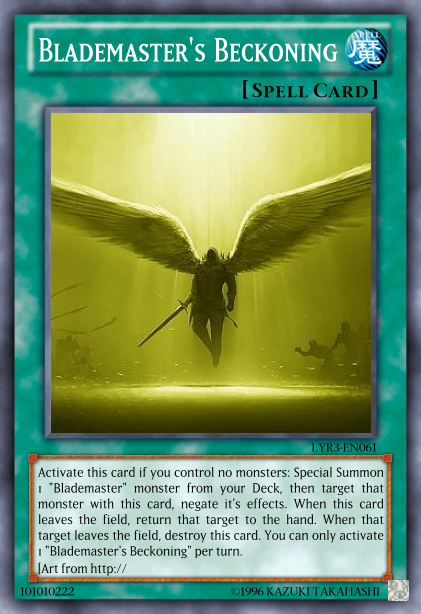 BLADEMASTER'S BECKONING
SPELL
魔
[SPELL CARD]
LYR3-EN061
Activate this card if you control no monsters: Special Summon
1 "Blademaster" monster from your Deck, then target that
monster with this card, negate it's effects. When this card
leaves the field, return that target to the hand. When that
target leaves the field, destroy this card. You can only activate
1 "Blademaster's Beckoning" per turn.
[Art from http://
101010222
©1996 KAZUKI TAKAHASHI